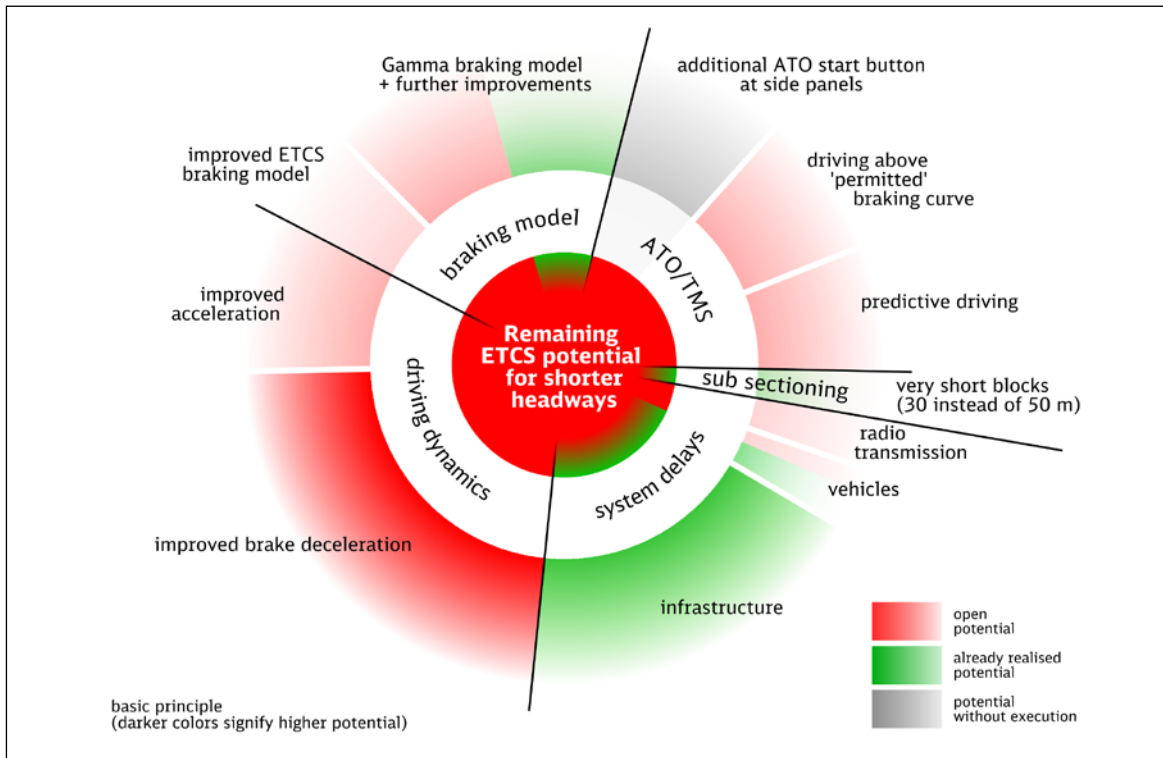 Gamma braking model
+ further improvements
additional ATO start button
at side panels
improved ETCS
braking model
driving above
'permitted'
braking curve
braking model
ATO/TMS
improved
acceleration
predictive driving
Remaining
ETCS potential
for shorter
headways
sub sectioning
very short blocks
(30 instead of 50 m)
driving dynamics
radio
transmission
system delays
vehicles
improved brake deceleration
infrastructure
open
potential
already realised
potential
potential
without execution
basic principle
(darker colors signify higher potential)